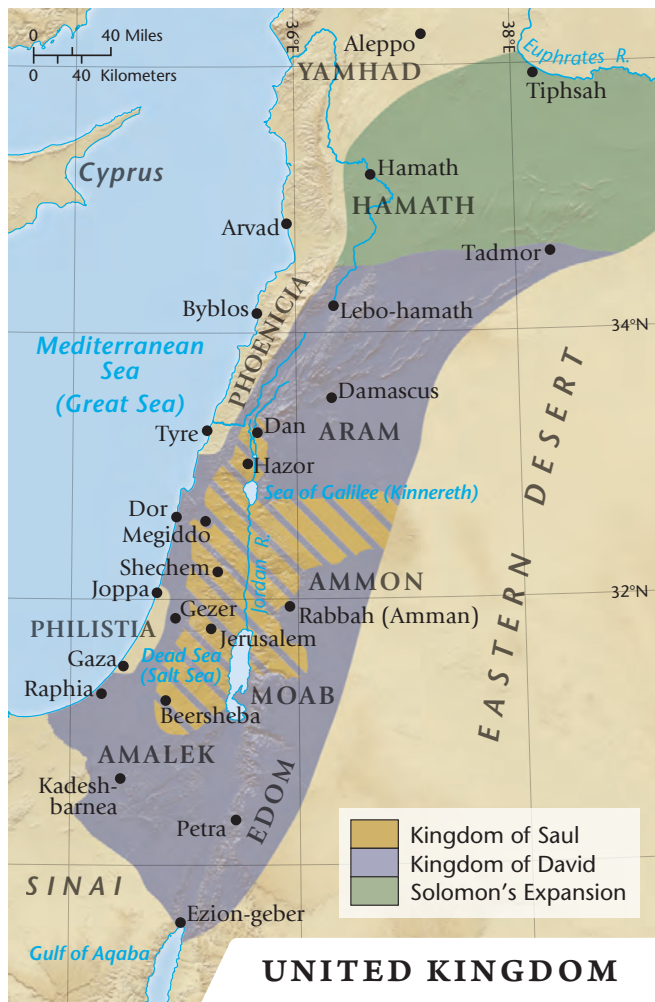 0 40 Miles
0 40 Kilometers
36°E
38°E
Aleppo
YAMHAD
Euphrates R.
Tiphsah
Cyprus
Hamath
HAMATH
Arvad
Tadmor
Byblos
Lebo-hamath
PHOENICIA
34°N
Mediterranean
Sea
(Great Sea)
Damascus
Tyre
Dan
ARAM
Hazor
Sea of Galilee (Kinnereth)
EASTERN DESERT
Dor
Megiddo
Jordan R.
Shechem
AMMON
Joppa
32°N
Gezer
Rabbah (Amman)
PHILISTIA
Jerusalem
Gaza
Dead Sea
(Salt Sea)
Raphia
MOAB
Beersheba
AMALEK
Kadesh-
barnea
EDOM
Petra
Kingdom of Saul
Kingdom of David
Solomon's Expansion
SINAI
Ezion-geber
Gulf of Aqaba
UNITED KINGDOM